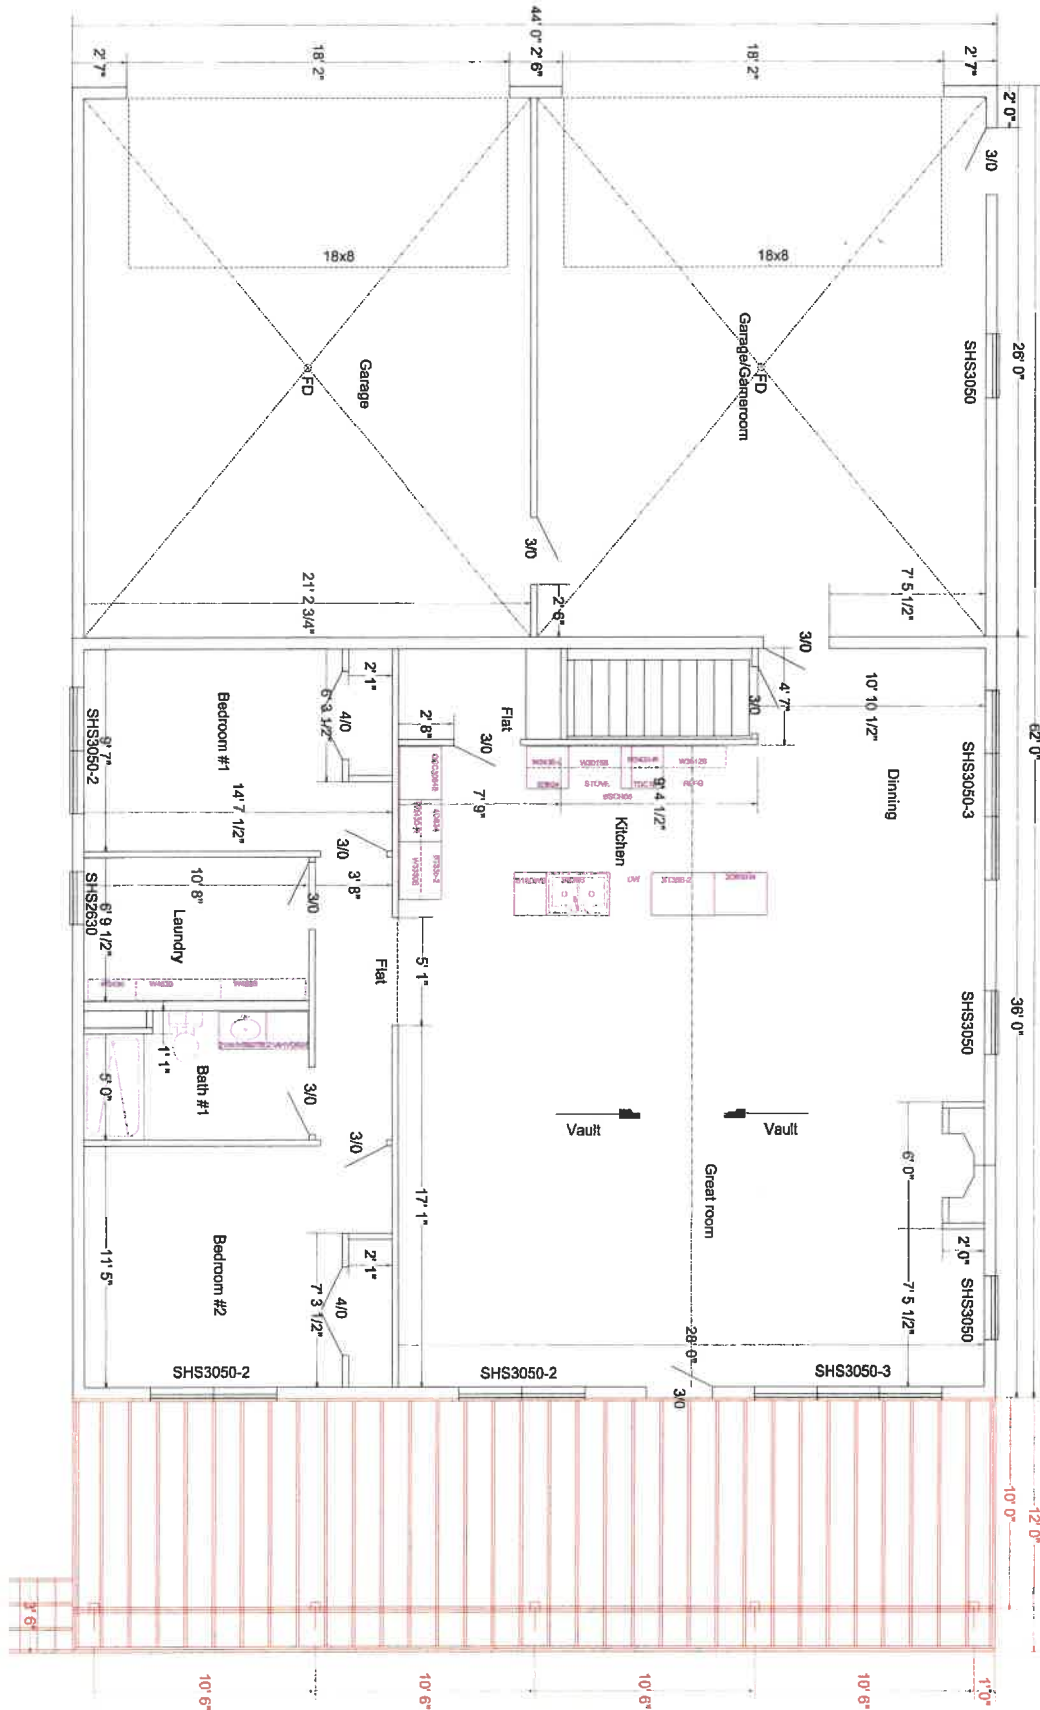 44' 0"
2' 7"
18' 2"
2' 6"
18' 2"
2' 7"
2' 0"
3/0
18x8
18x8
SHS3050
26' 0"
62' 0"
Garage
FD
Garage/Gameroom
FD
3/0
21' 2 3/4"
2' 6"
7' 5 1/2"
3/0
2' 1"
6' 3 1/2"
4/0
Bedroom #1
SHS3050-2
9' 7"
14' 7 1/2"
2' 8"
Flat
3/0
3/0
4' 7"
10' 10 1/2"
Dinning
SHS3050-3
STOVE
REFG
9' 4 1/2"
7' 9"
Kitchen
DW
3/0
3' 8"
10' 8"
3/0
SHS2630
6' 9 1/2"
Laundry
Flat
5' 1"
SHS3050
36' 0"
1' 1"
5' 0"
Bath #1
3/0
3/0
Vault
Vault
6' 0"
17' 1"
Great room
2' 0"
7' 5 1/2"
SHS3050
11' 5"
Bedroom #2
2' 1"
7' 3 1/2"
4/0
28' 0"
SHS3050-2
SHS3050-2
3/0
SHS3050-3
10' 0"
12' 0"
3' 6"
10' 6"
10' 6"
10' 6"
10' 6"
1' 0"